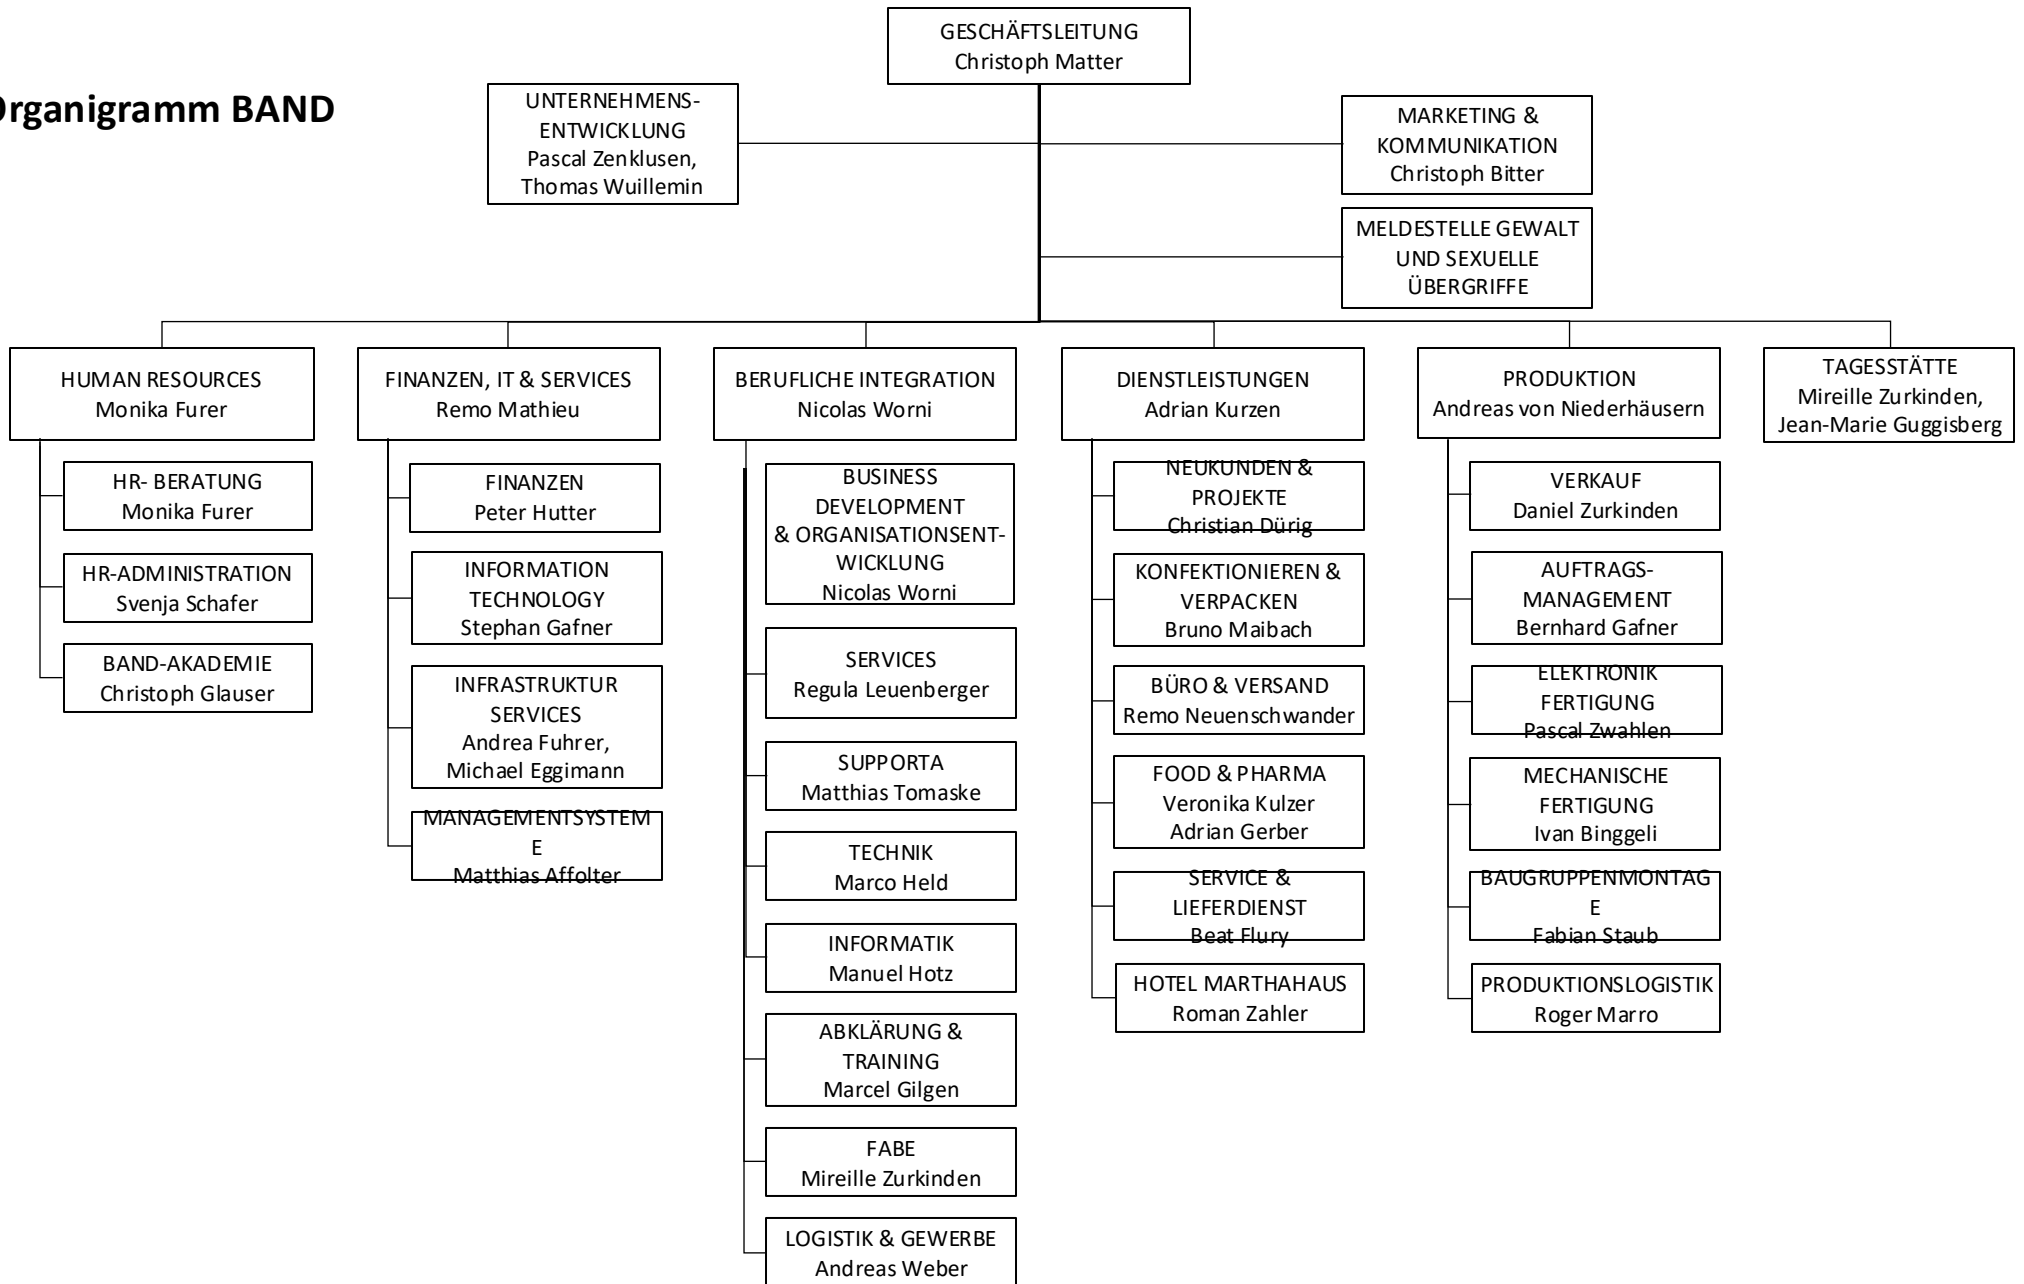 GESCHÄFTSLEITUNG
Christoph Matter
Organigramm BAND
UNTERNEHMENS-
ENTWICKLUNG
Pascal Zenklusen,
Thomas Wuillemin
MARKETING &
KOMMUNIKATION
Christoph Bitter
MELDESTELLE GEWALT
UND SEXUELLE
ÜBERGRIFFE
HUMAN RESOURCES
Monika Furer
HR- BERATUNG
Monika Furer
HR-ADMINISTRATION
Svenja Schafer
BAND-AKADEMIE
Christoph Glauser
FINANZEN, IT & SERVICES
Remo Mathieu
FINANZEN
Peter Hutter
INFORMATION
TECHNOLOGY
Stephan Gafner
INFRASTRUKTUR
SERVICES
Andrea Fuhrer,
Michael Eggimann
MANAGEMENTSYSTEM
E
Matthias Affolter
BERUFLICHE INTEGRATION
Nicolas Worni
BUSINESS
DEVELOPMENT
& ORGANISATIONSENT-
WICKLUNG
Nicolas Worni
SERVICES
Regula Leuenberger
SUPPORTA
Matthias Tomaske
TECHNIK
Marco Held
INFORMATIK
Manuel Hotz
ABKLÄRUNG &
TRAINING
Marcel Gilgen
FABE
Mireille Zurkinden
LOGISTIK & GEWERBE
Andreas Weber
DIENSTLEISTUNGEN
Adrian Kurzen
NEUKUNDEN &
PROJEKTE
Christian Dürig
KONFEKTIONIEREN &
VERPACKEN
Bruno Maibach
BÜRO & VERSAND
Remo Neuenschwander
FOOD & PHARMA
Veronika Kulzer
Adrian Gerber
SERVICE &
LIEFERDIENST
Beat Flury
HOTEL MARTHAHAUS
Roman Zahler
PRODUKTION
Andreas von Niederhäusern
VERKAUF
Daniel Zurkinden
AUFTRAGS-
MANAGEMENT
Bernhard Gafner
ELEKTRONIK
FERTIGUNG
Pascal Zwahlen
MECHANISCHE
FERTIGUNG
Ivan Binggeli
BAUGRUPPENMONTAG
E
Fabian Staub
PRODUKTIONSLOGISTIK
Roger Marro
TAGESSTÄTTE
Mireille Zurkinden,
Jean-Marie Guggisberg